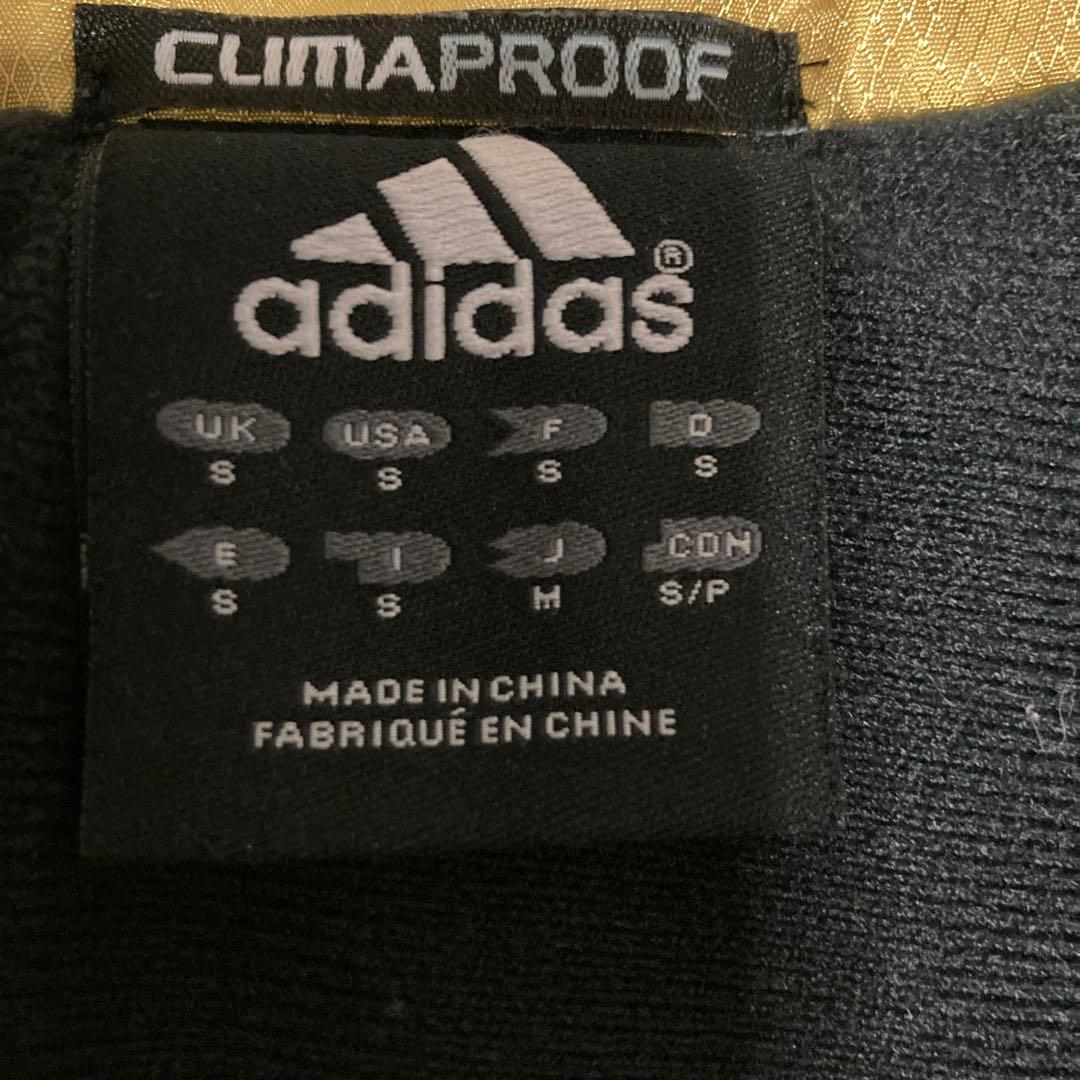 CLIMAPROOF
adidas®
UK USA F D
S S S S
E I J CON
S S M S/P
MADE IN CHINA
FABRIQUÉ EN CHINE